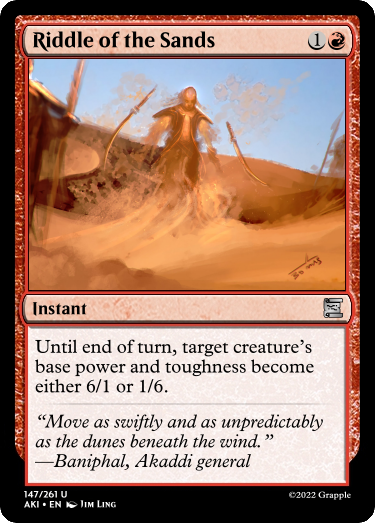 Riddle of the Sands
1
Instant
Until end of turn, target creature's
base power and toughness become
either 6/1 or 1/6.
“Move as swiftly and as unpredictably
as the dunes beneath the wind.”
—Baniphal, Akaddi general
147/261 U
AKI • EN Jim Ling
©2022 Grapple